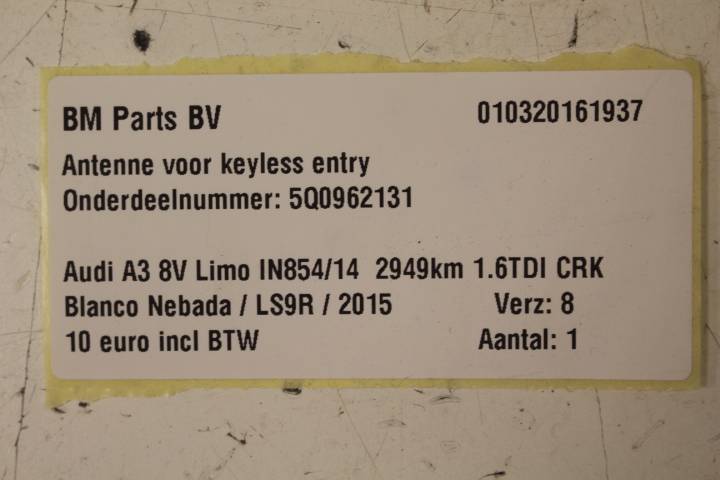 BM Parts BV 010320161937
Antenne voor keyless entry
Onderdeelnummer: 5Q0962131
Audi A3 8V Limo IN854/14 2949km 1.6TDI CRK
Blanco Nebada / LS9R / 2015 Verz: 8
10 euro incl BTW Aantal: 1